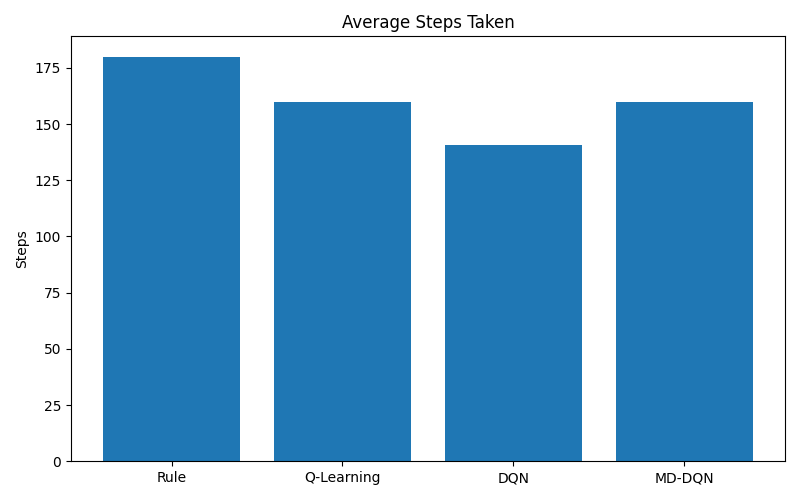 Average Steps Taken
175
150
125
100
75
50
25
0
Steps
Rule
Q-Learning
DQN
MD-DQN